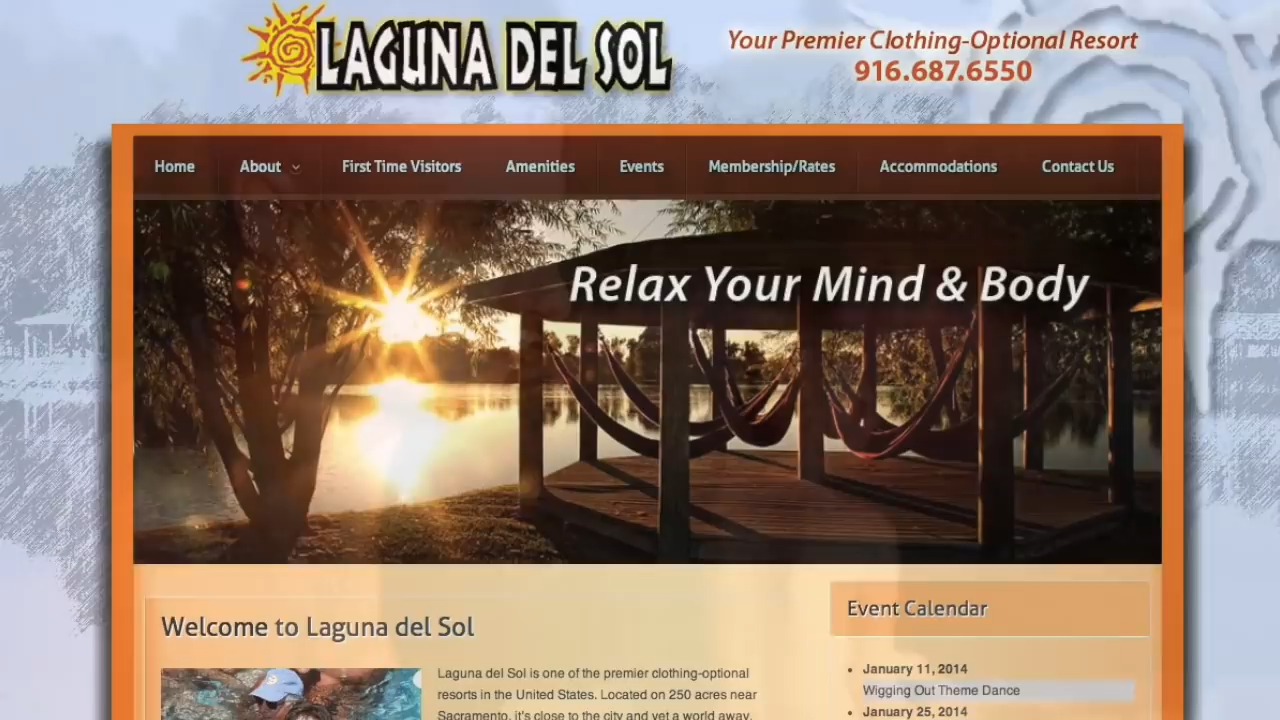 LAGUNA DEL SOL
Your Premier Clothing-Optional Resort
916.687.6550
Home About First Time Visitors Amenities Events Membership/Rates Accommodations Contact Us
Relax Your Mind & Body
Welcome to Laguna del Sol
Laguna del Sol is one of the premier clothing-optional
resorts in the United States. Located on 250 acres near
Sacramento, it's close to the city and yet a world away.
Event Calendar
January 11, 2014
Wigging Out Theme Dance
January 25, 2014